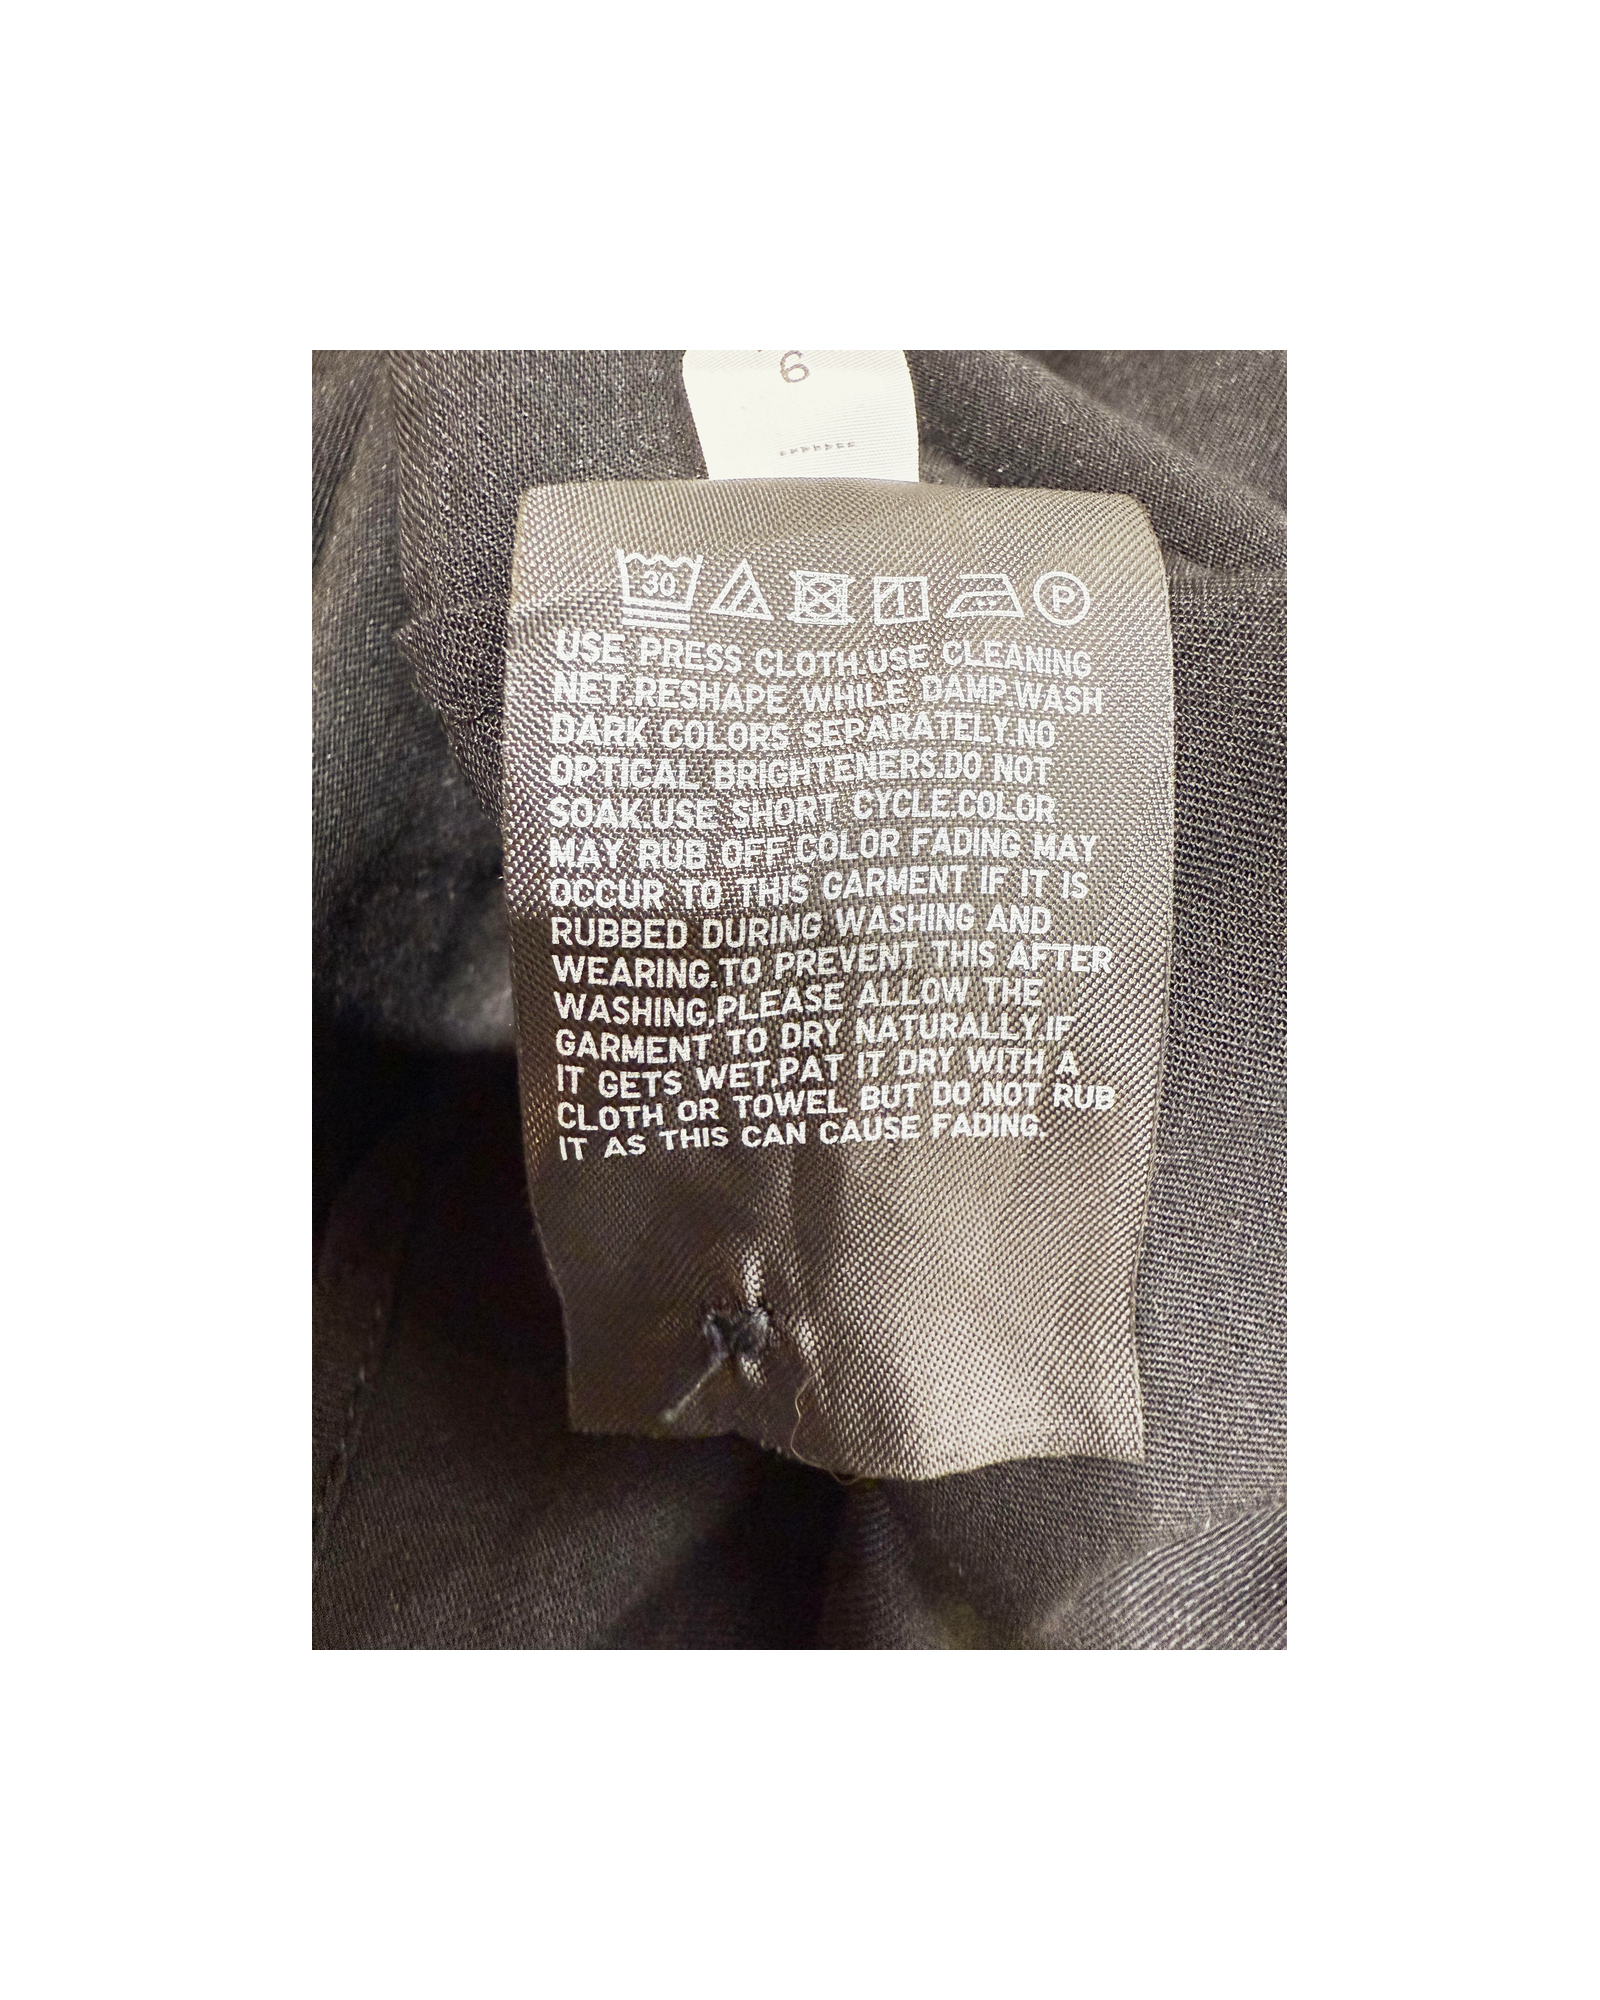 6
30
P
USE PRESS CLOTH.USE CLEANING
NET.RESHAPE WHILE DAMP.WASH
DARK COLORS SEPARATELY.NO
OPTICAL BRIGHTENERS.DO NOT
SOAK.USE SHORT CYCLE.COLOR
MAY RUB OFF.COLOR FADING MAY
OCCUR TO THIS GARMENT IF IT IS
RUBBED DURING WASHING AND
WEARING.TO PREVENT THIS AFTER
WASHING,PLEASE ALLOW THE
GARMENT TO DRY NATURALLY.IF
IT GETS WET,PAT IT DRY WITH A
CLOTH OR TOWEL BUT DO NOT RUB
IT AS THIS CAN CAUSE FADING.